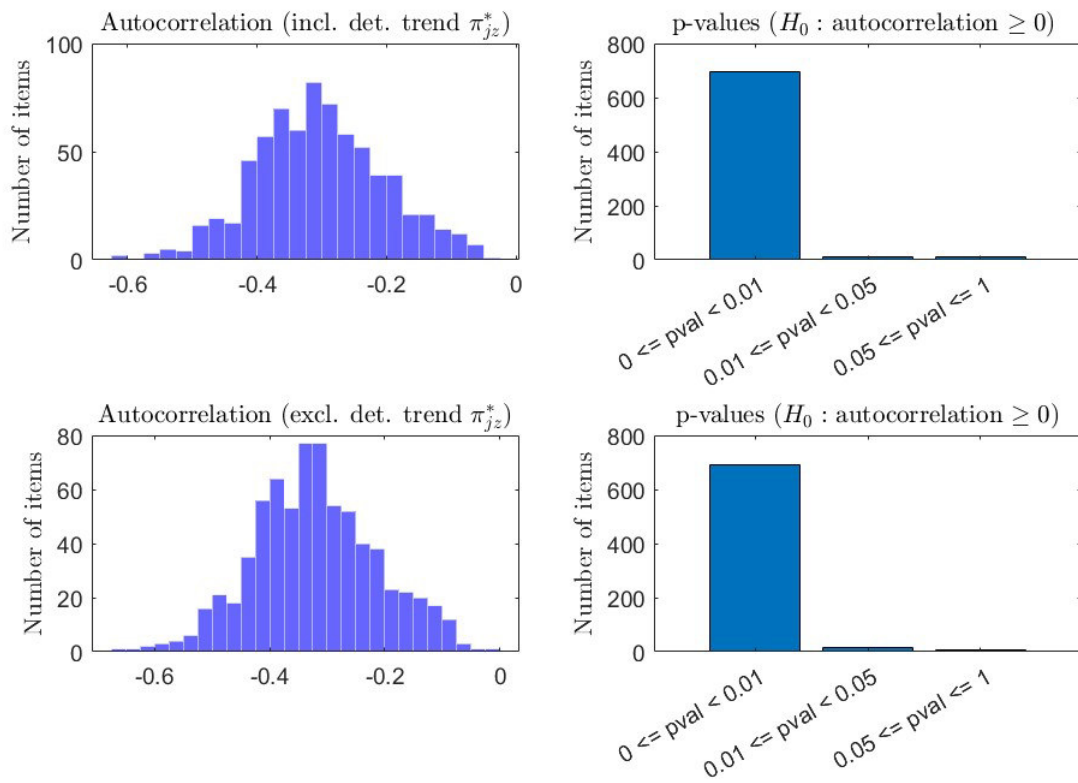 Autocorrelation (incl. det. trend $\pi^*_{jz}$)
Number of items
100
50
0
-0.6 -0.4 -0.2 0
p-values ($H_0$ : autocorrelation ≥ 0)
Number of items
800
600
400
200
0
0 <= pval < 0.01
0.01 <= pval < 0.05
0.05 <= pval <= 1
Autocorrelation (excl. det. trend $\pi^*_{jz}$)
Number of items
80
60
40
20
0
-0.6 -0.4 -0.2 0
p-values ($H_0$ : autocorrelation ≥ 0)
Number of items
800
600
400
200
0
0 <= pval < 0.01
0.01 <= pval < 0.05
0.05 <= pval <= 1